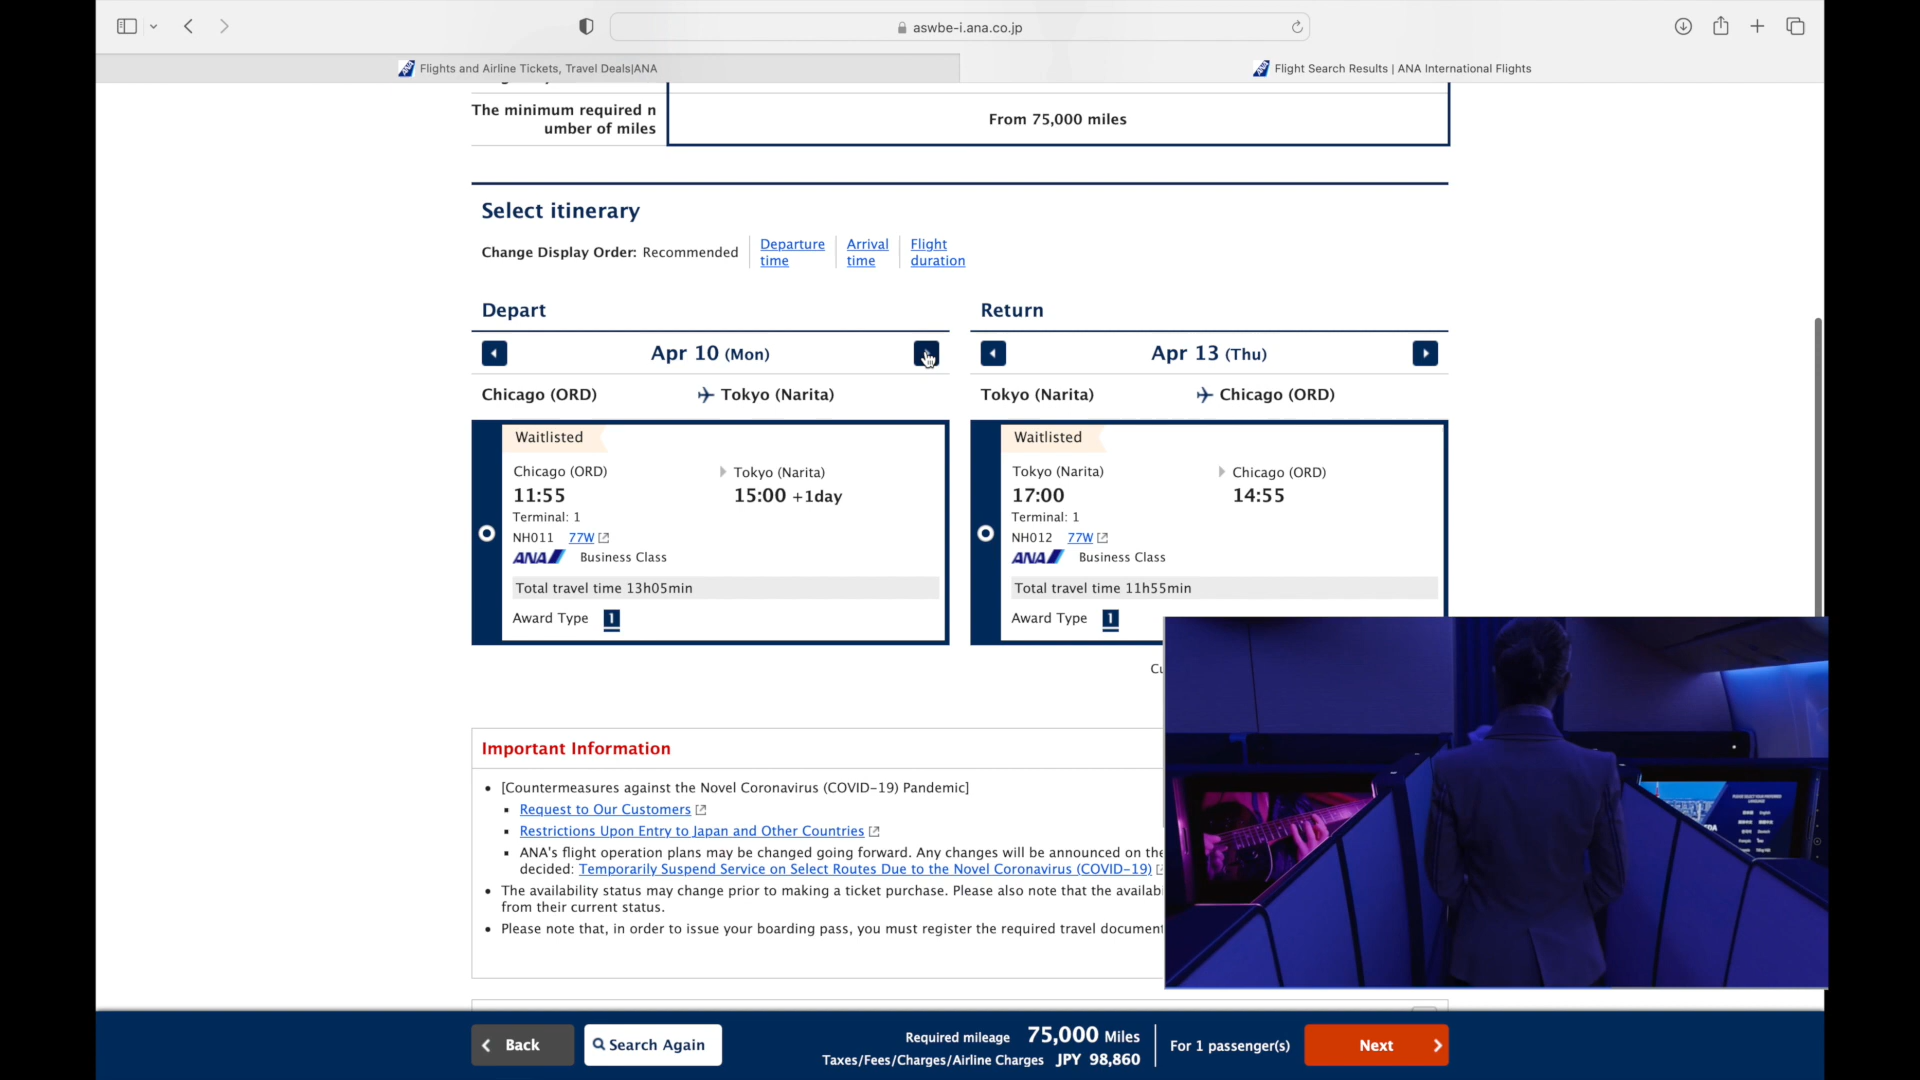 aswbe-i.ana.co.jp
Flights and Airline Tickets, Travel Deals|ANA
Flight Search Results | ANA International Flights
The minimum required n
umber of miles
From 75,000 miles
Select itinerary
Change Display Order: Recommended
Departure
time
Arrival
time
Flight
duration
Depart
Apr 10 (Mon)
Chicago (ORD)
Tokyo (Narita)
Waitlisted
Chicago (ORD)
Tokyo (Narita)
11:55
15:00 +1day
Terminal: 1
NH011 77W
ANA Business Class
Total travel time 13h05min
Award Type 1
Return
Apr 13 (Thu)
Tokyo (Narita)
Chicago (ORD)
Waitlisted
Tokyo (Narita)
Chicago (ORD)
17:00
14:55
Terminal: 1
NH012 77W
ANA Business Class
Total travel time 11h55min
Award Type 1
Important Information
[Countermeasures against the Novel Coronavirus (COVID-19) Pandemic]
Request to Our Customers
Restrictions Upon Entry to Japan and Other Countries
ANA's flight operation plans may be changed going forward. Any changes will be announced on the
decided: Temporarily Suspend Service on Select Routes Due to the Novel Coronavirus (COVID-19)
The availability status may change prior to making a ticket purchase. Please also note that the availabi
from their current status.
Please note that, in order to issue your boarding pass, you must register the required travel document
Back
Search Again
Required mileage 75,000 Miles
Taxes/Fees/Charges/Airline Charges JPY 98,860
For 1 passenger(s)
Next